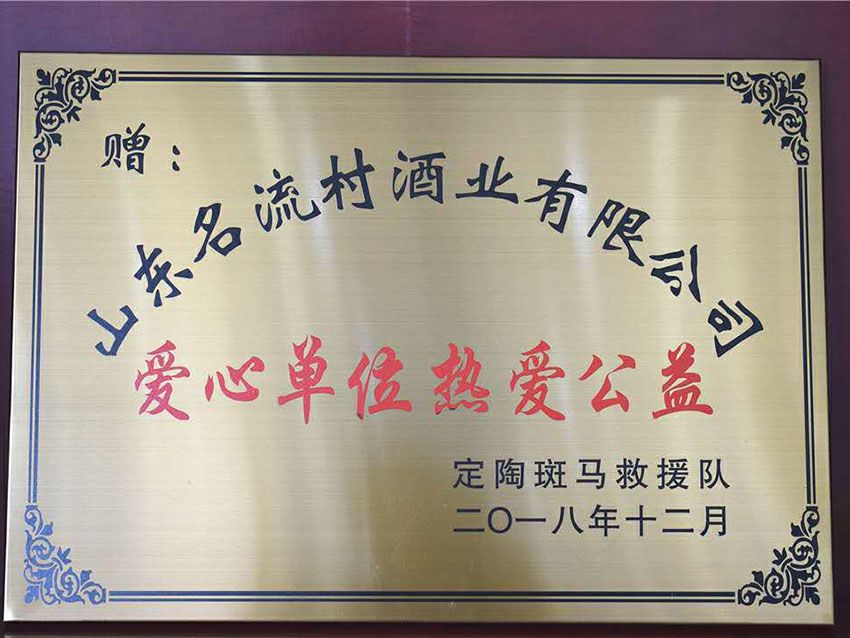 赠：
山东名流村酒业有限公司
爱心单位热爱公益
定陶斑马救援队
二〇一八年十二月